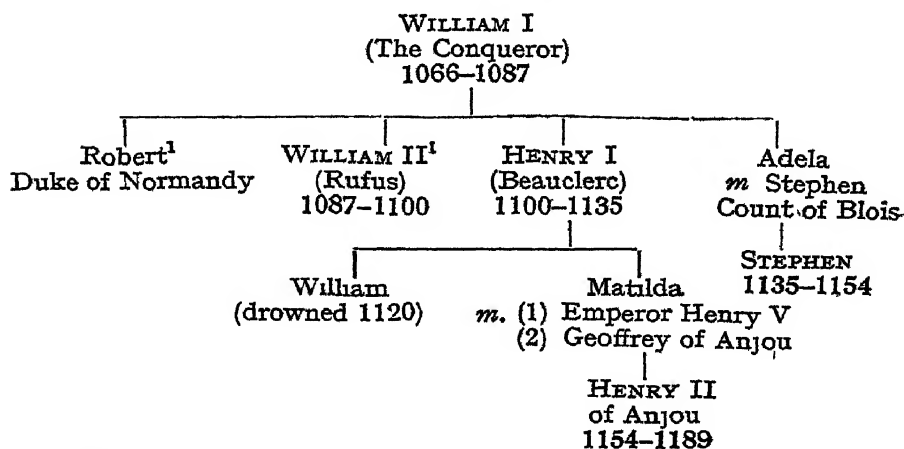 WILLIAM I
(The Conqueror)
1066–1087
Robert¹ WILLIAM II¹ HENRY I Adela
Duke of Normandy (Rufus) (Beauclerc) m Stephen
1087–1100 1100–1135 Count of Blois
William Matilda STEPHEN
(drowned 1120) m. (1) Emperor Henry V 1135–1154
(2) Geoffrey of Anjou
HENRY II
of Anjou
1154–1189